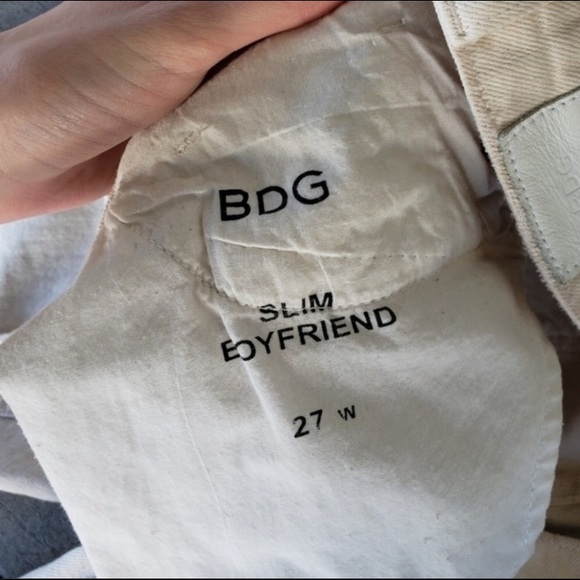 BDG
SLIM
BOYFRIEND
27 W